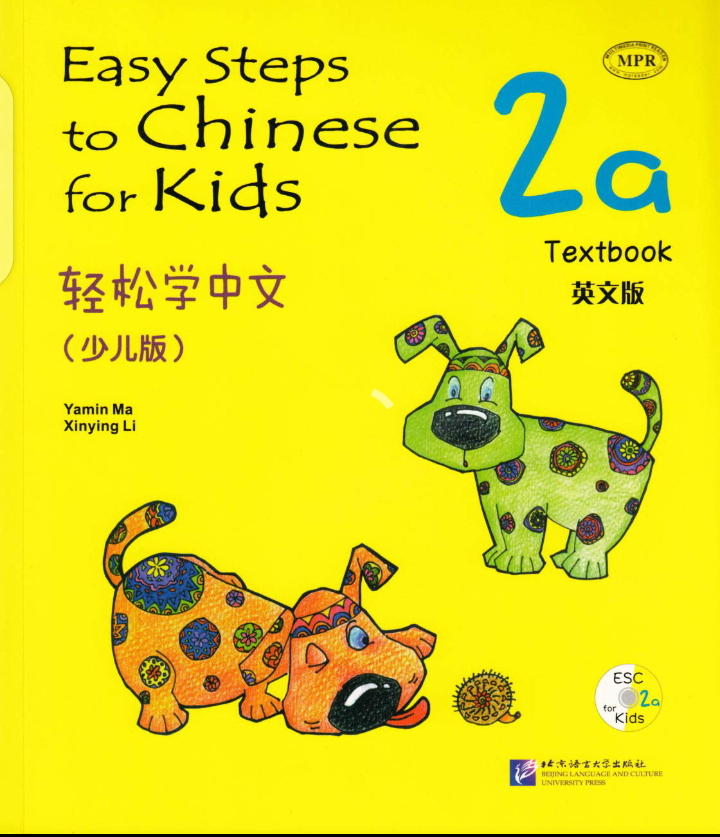 Easy Steps
to Chinese
for Kids
MPR
2a
Textbook
英文版
轻松学中文
（少儿版）
Yamin Ma
Xinying Li
ESC
2a
for
Kids
北京语言大学出版社
BEIJING LANGUAGE AND CULTURE
UNIVERSITY PRESS